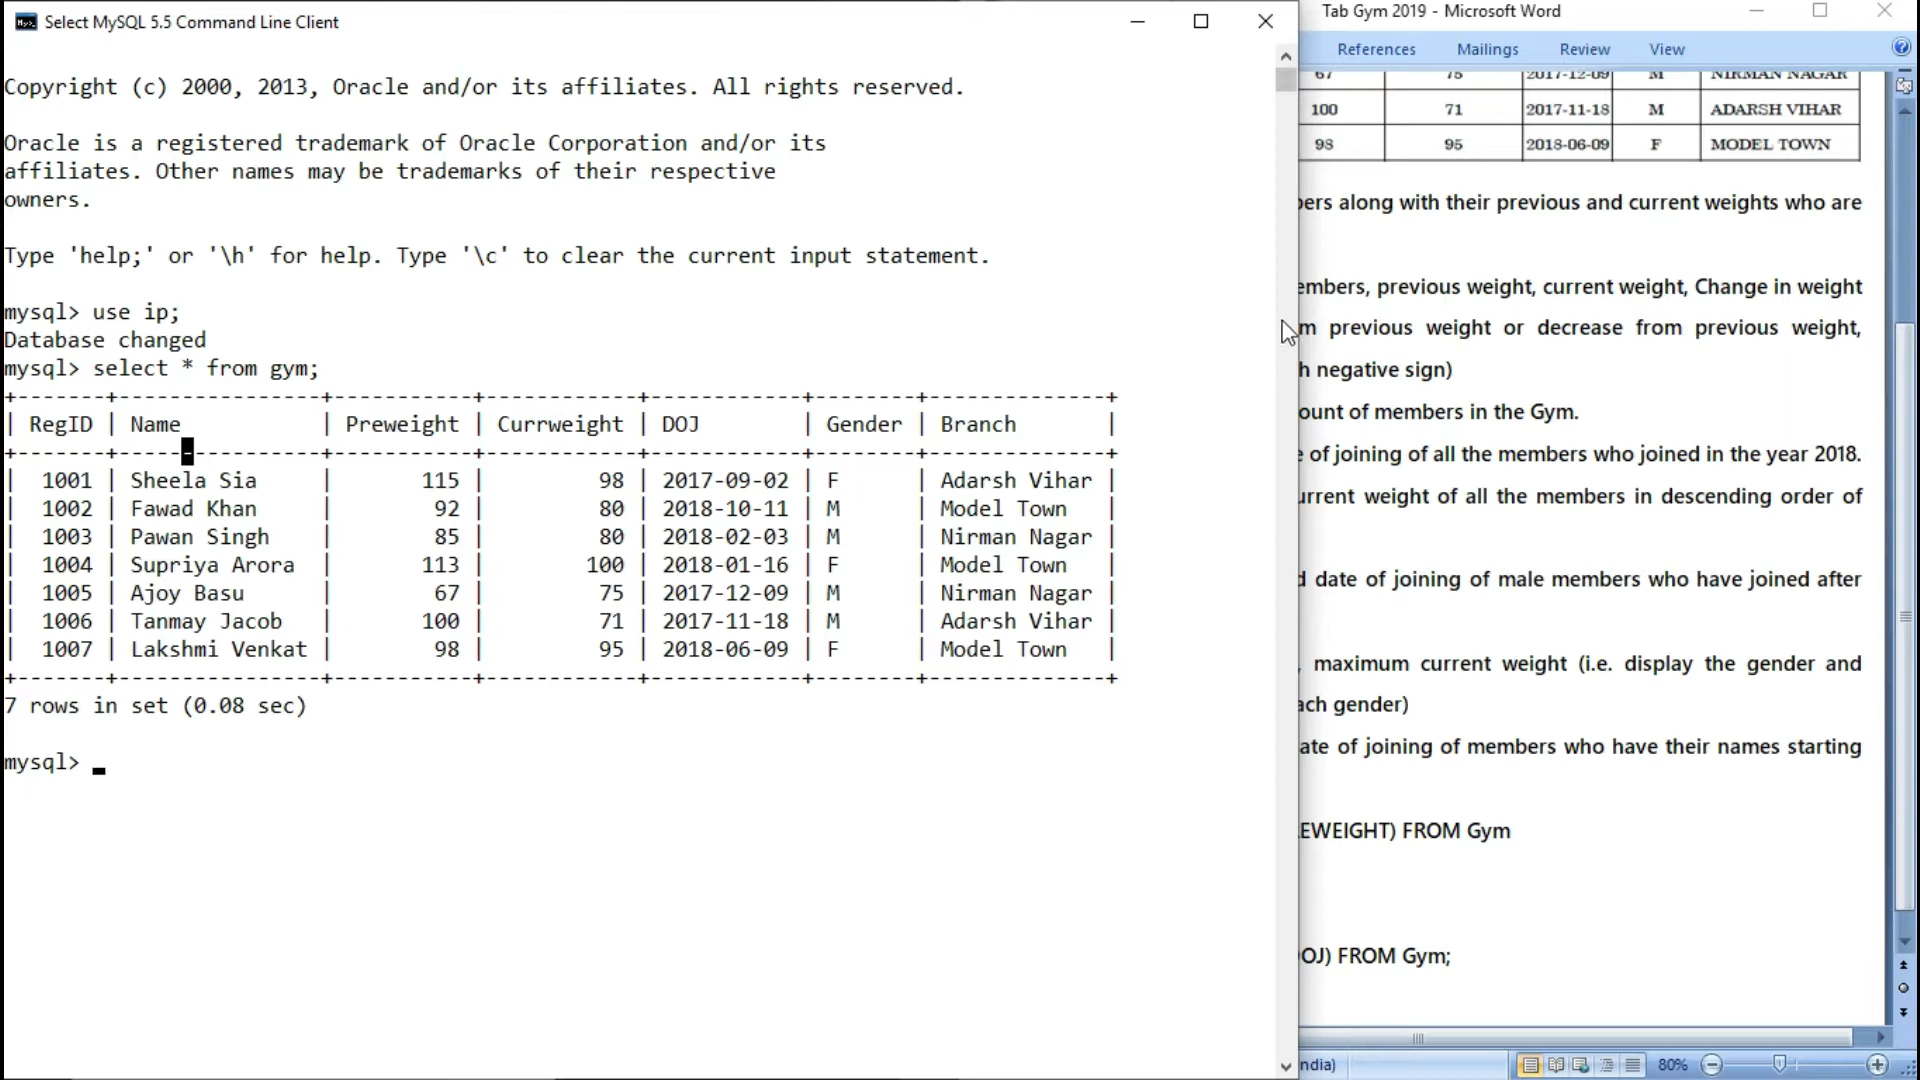 Select MySQL 5.5 Command Line Client
Copyright (c) 2000, 2013, Oracle and/or its affiliates. All rights reserved.
Oracle is a registered trademark of Oracle Corporation and/or its
affiliates. Other names may be trademarks of their respective
owners.
Type 'help;' or '\h' for help. Type '\c' to clear the current input statement.
mysql> use ip;
Database changed
mysql> select * from gym;
+-------+----------------+-----------+------------+------------+--------+--------------+
| RegID | Name | Preweight | Currweight | DOJ | Gender | Branch |
+-------+----------------+-----------+------------+------------+--------+--------------+
| 1001 | Sheela Sia | 115 | 98 | 2017-09-02 | F | Adarsh Vihar |
| 1002 | Fawad Khan | 92 | 80 | 2018-10-11 | M | Model Town |
| 1003 | Pawan Singh | 85 | 80 | 2018-02-03 | M | Nirman Nagar |
| 1004 | Supriya Arora | 113 | 100 | 2018-01-16 | F | Model Town |
| 1005 | Ajoy Basu | 67 | 75 | 2017-12-09 | M | Nirman Nagar |
| 1006 | Tanmay Jacob | 100 | 71 | 2017-11-18 | M | Adarsh Vihar |
| 1007 | Lakshmi Venkat | 98 | 95 | 2018-06-09 | F | Model Town |
+-------+----------------+-----------+------------+------------+--------+--------------+
7 rows in set (0.08 sec)
mysql>
Tab Gym 2019 - Microsoft Word
References Mailings Review View
67 75 2017-12-09 M NIRMAN NAGAR
100 71 2017-11-18 M ADARSH VIHAR
98 95 2018-06-09 F MODEL TOWN
bers along with their previous and current weights who are
embers, previous weight, current weight, Change in weight
m previous weight or decrease from previous weight,
h negative sign)
ount of members in the Gym.
e of joining of all the members who joined in the year 2018.
urrent weight of all the members in descending order of
d date of joining of male members who have joined after
, maximum current weight (i.e. display the gender and
ach gender)
ate of joining of members who have their names starting
EWEIGHT) FROM Gym
OJ) FROM Gym;
ndia) 80%